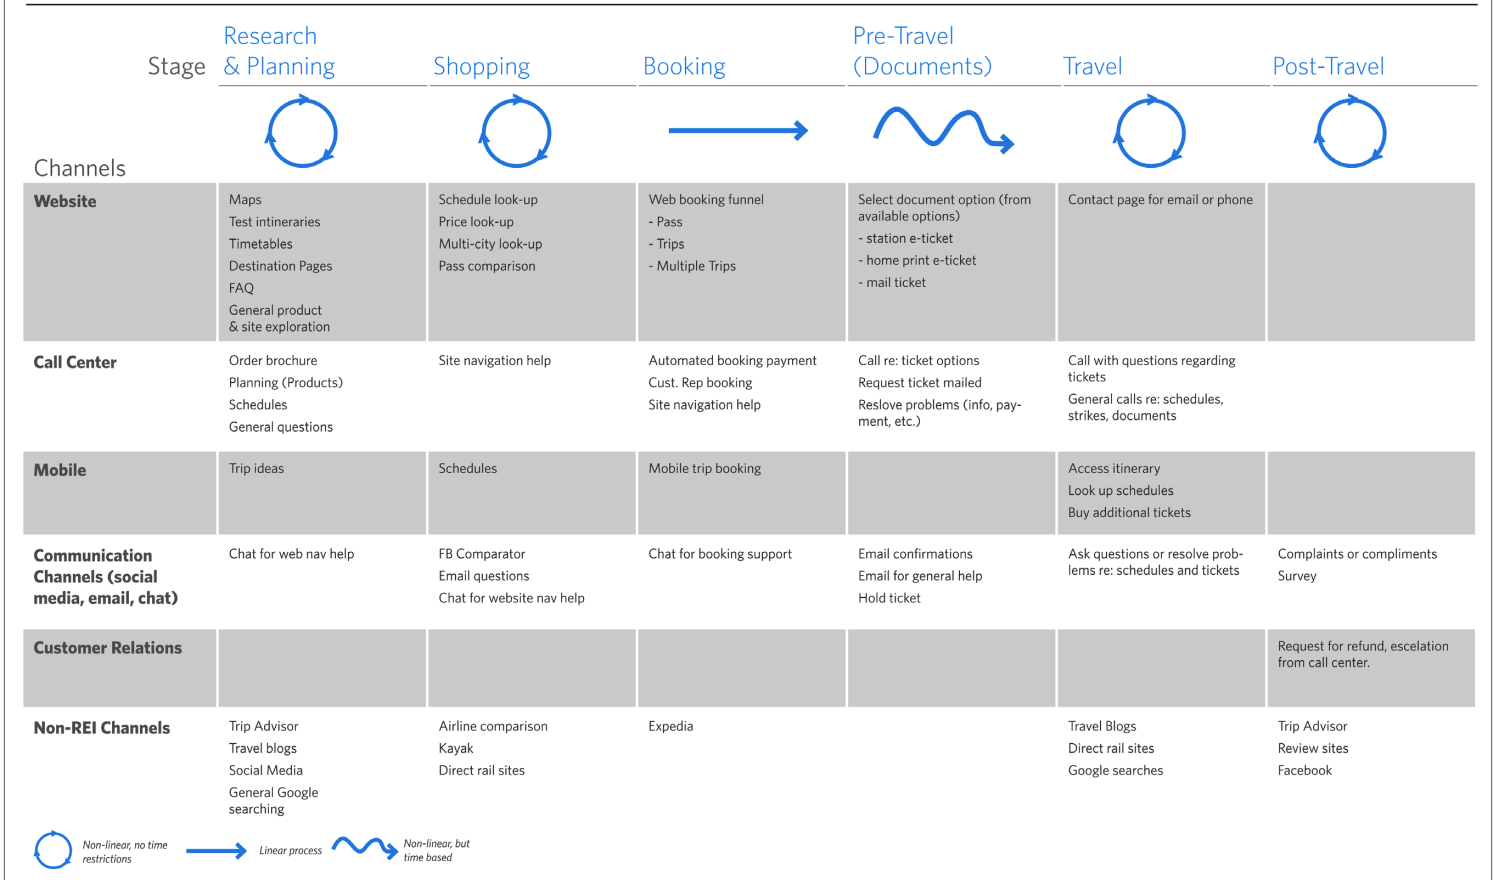 Research
& Planning
Stage
Shopping
Booking
Pre-Travel
(Documents)
Travel
Post-Travel
Channels
Website
Maps
Test intineraries
Timetables
Destination Pages
FAQ
General product
& site exploration
Schedule look-up
Price look-up
Multi-city look-up
Pass comparison
Web booking funnel
- Pass
- Trips
- Multiple Trips
Select document option (from
available options)
- station e-ticket
- home print e-ticket
- mail ticket
Contact page for email or phone
Call Center
Order brochure
Planning (Products)
Schedules
General questions
Site navigation help
Automated booking payment
Cust. Rep booking
Site navigation help
Call re: ticket options
Request ticket mailed
Reslove problems (info, pay-
ment, etc.)
Call with questions regarding
tickets
General calls re: schedules,
strikes, documents
Mobile
Trip ideas
Schedules
Mobile trip booking
Access itinerary
Look up schedules
Buy additional tickets
Communication
Channels (social
media, email, chat)
Chat for web nav help
FB Comparator
Email questions
Chat for website nav help
Chat for booking support
Email confirmations
Email for general help
Hold ticket
Ask questions or resolve prob-
lems re: schedules and tickets
Complaints or compliments
Survey
Customer Relations
Request for refund, escelation
from call center.
Non-REI Channels
Trip Advisor
Travel blogs
Social Media
General Google
searching
Airline comparison
Kayak
Direct rail sites
Expedia
Travel Blogs
Direct rail sites
Google searches
Trip Advisor
Review sites
Facebook
Non-linear, no time
restrictions
Linear process
Non-linear, but
time based